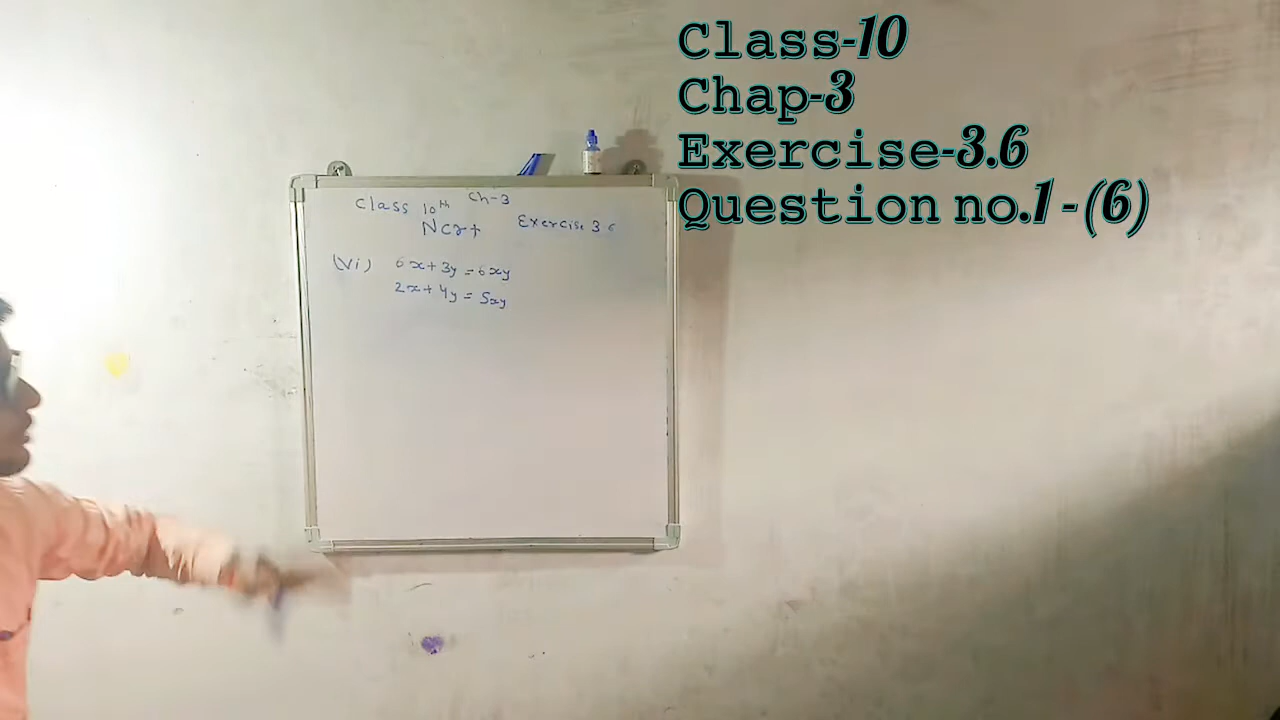 Class-10
Chap-3
Exercise-3.6
Question no.1-(6)
Class 10th Ch-3
Ncrt Exercise 3.6
(Vi) 6x+3y=6xy
2x+4y=5xy